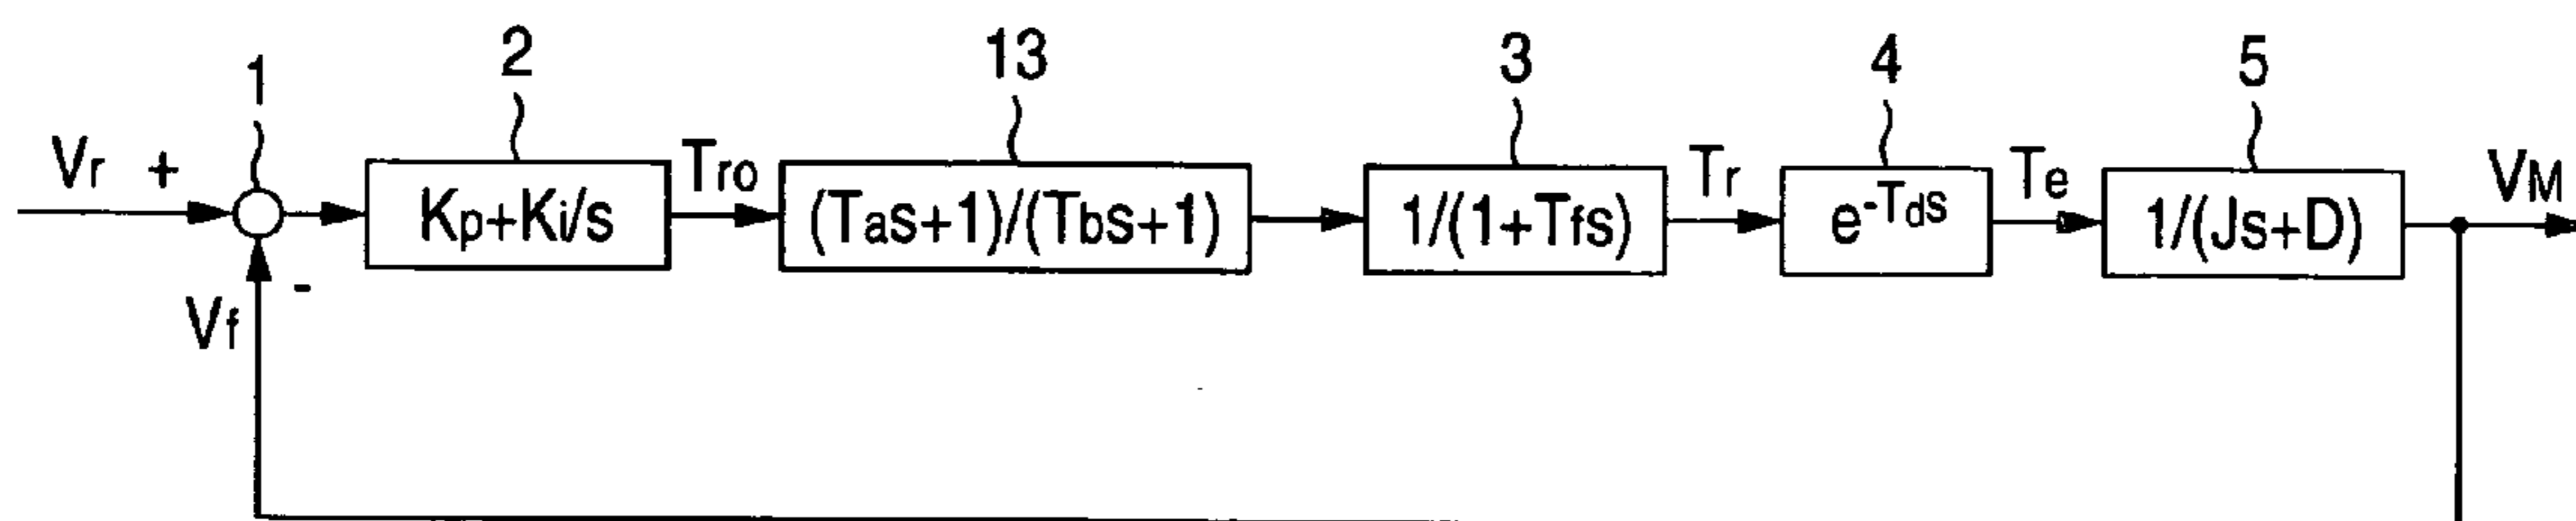 1 2 13 3 4 5
Vr + Tro Tr Te VM
Kp+Ki/s (Tas+1)/(Tbs+1) 1/(1+Tfs) e-Tds 1/(Js+D)
Vf -